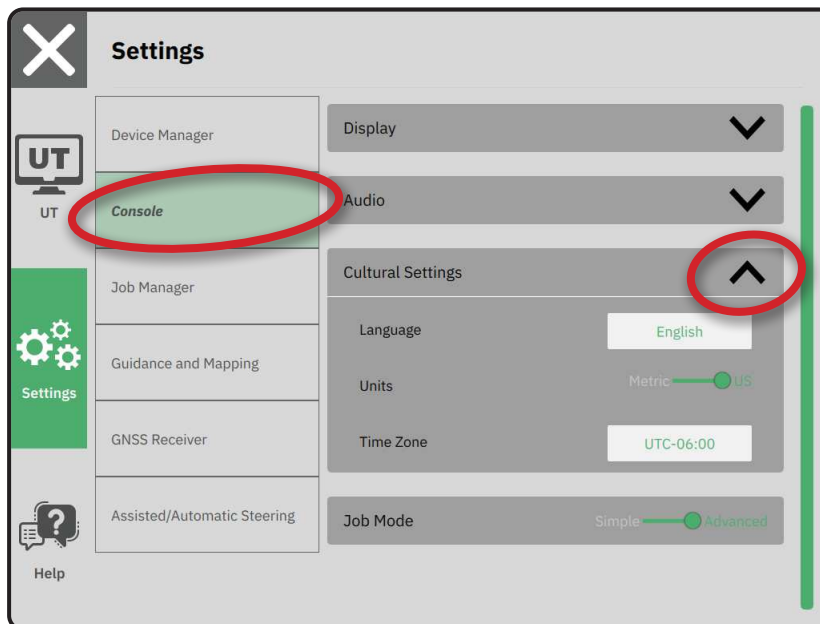 Settings
UT
UT
Settings
Help
Device Manager
Console
Job Manager
Guidance and Mapping
GNSS Receiver
Assisted/Automatic Steering
Display
Audio
Cultural Settings
Language English
Units Metric US
Time Zone UTC-06:00
Job Mode Simple Advanced